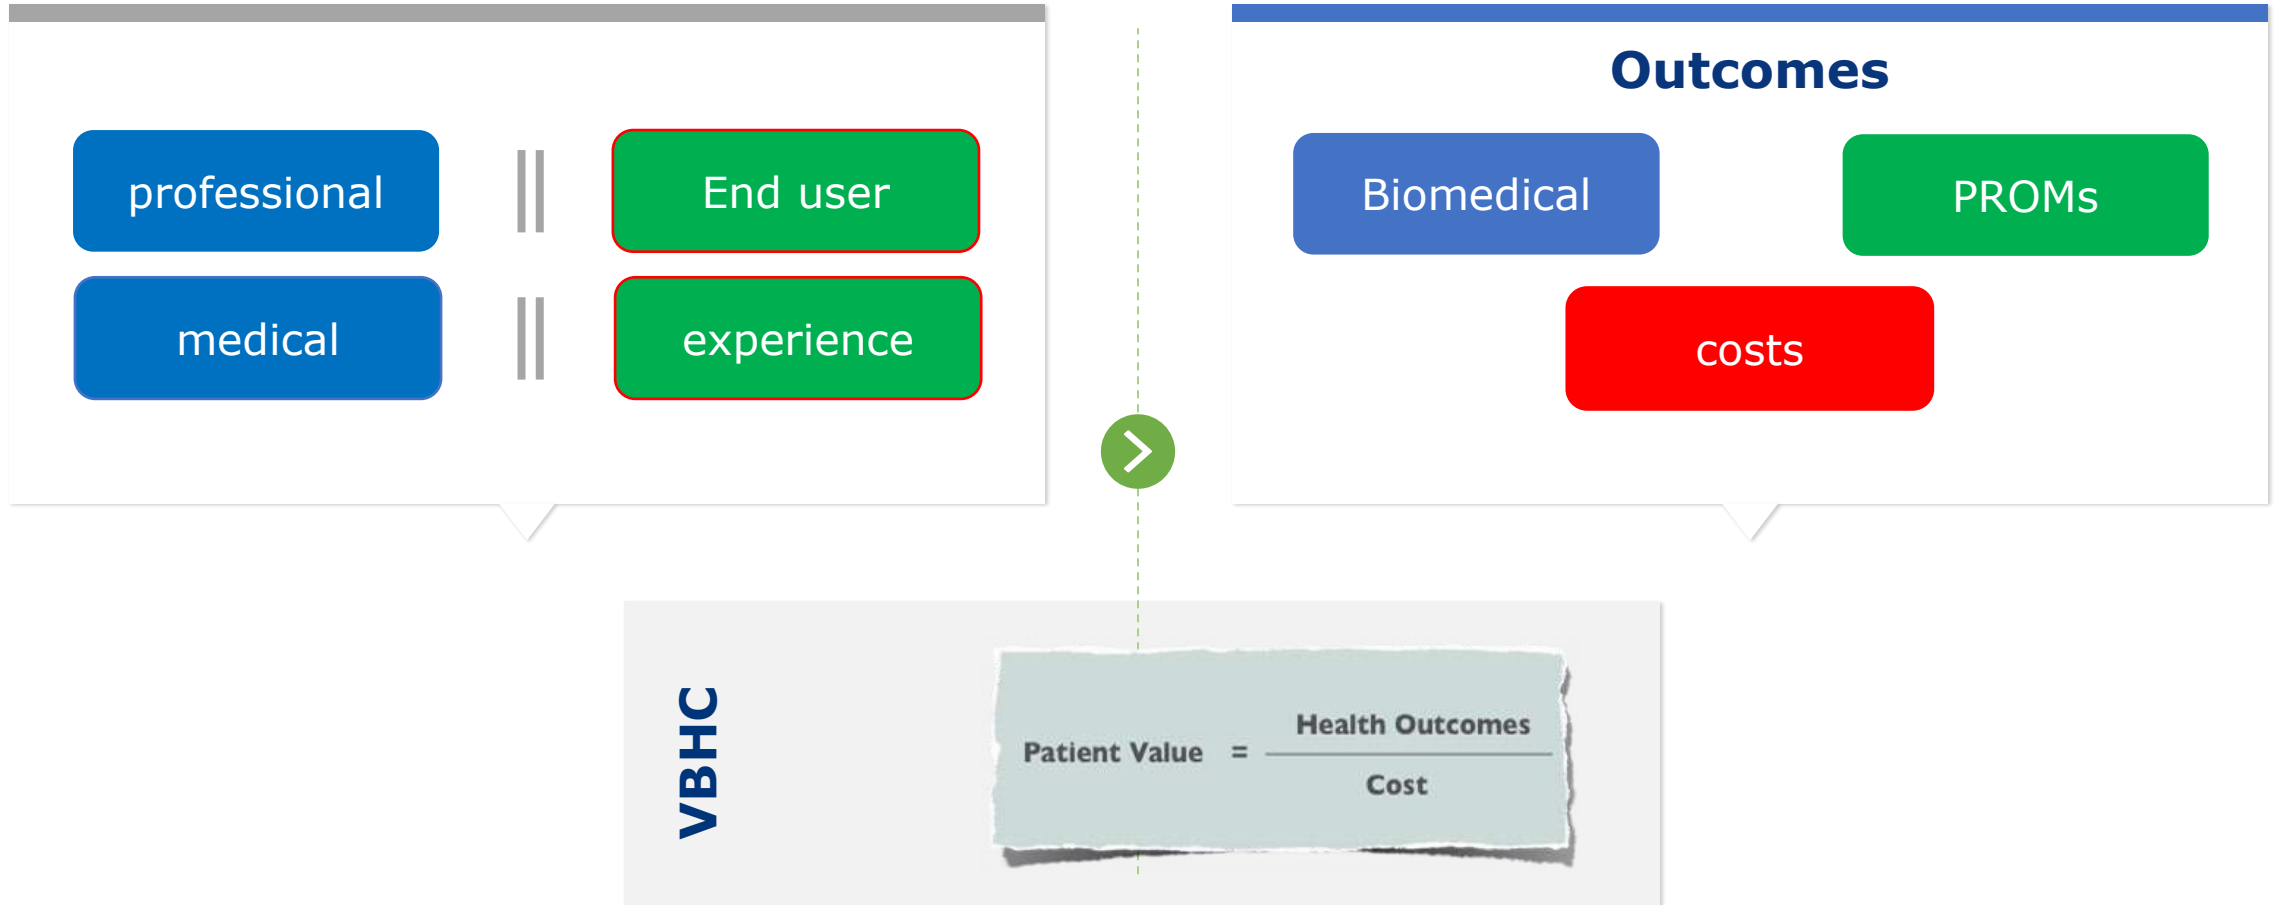 professional
End user
medical
experience
Outcomes
Biomedical
PROMs
costs
VBHC
Patient Value = Health Outcomes
Cost